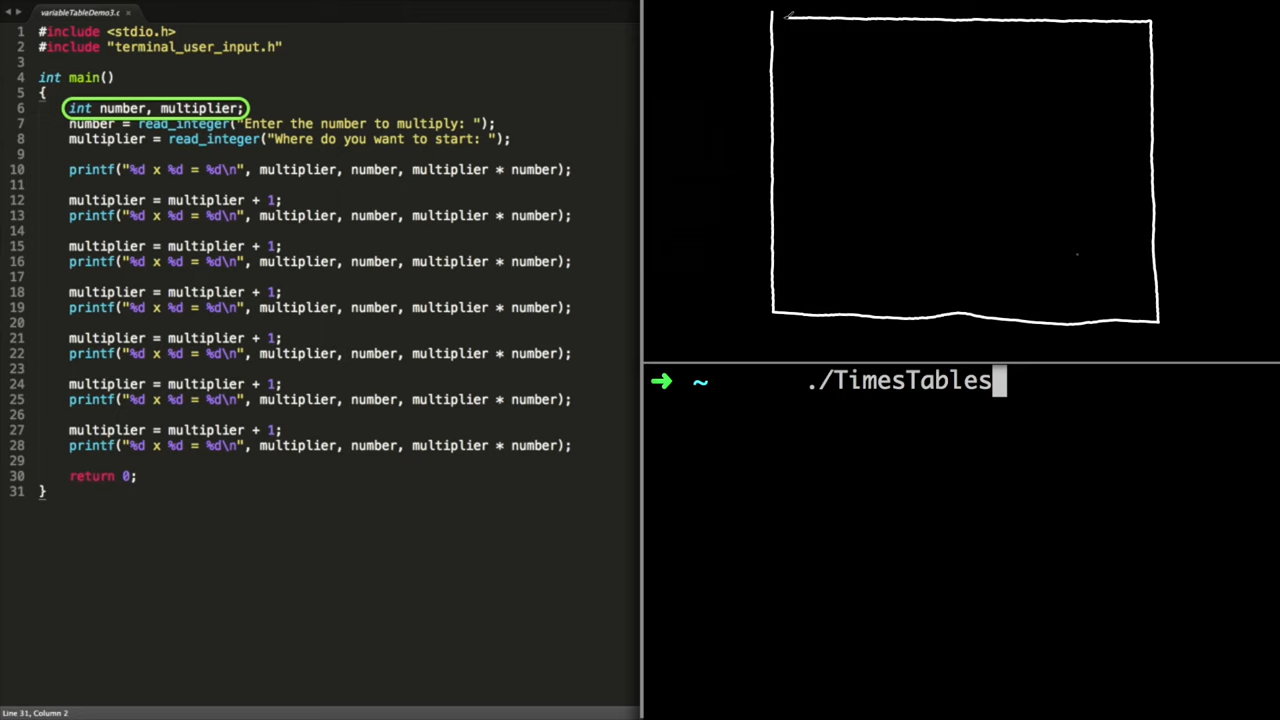 variableTableDemo3.c ×
1 #include <stdio.h>
2 #include "terminal_user_input.h"
3
4 int main()
5 {
6 int number, multiplier;
7 number = read_integer("Enter the number to multiply: ");
8 multiplier = read_integer("Where do you want to start: ");
9
10 printf("%d x %d = %d\n", multiplier, number, multiplier * number);
11
12 multiplier = multiplier + 1;
13 printf("%d x %d = %d\n", multiplier, number, multiplier * number);
14
15 multiplier = multiplier + 1;
16 printf("%d x %d = %d\n", multiplier, number, multiplier * number);
17
18 multiplier = multiplier + 1;
19 printf("%d x %d = %d\n", multiplier, number, multiplier * number);
20
21 multiplier = multiplier + 1;
22 printf("%d x %d = %d\n", multiplier, number, multiplier * number);
23
24 multiplier = multiplier + 1;
25 printf("%d x %d = %d\n", multiplier, number, multiplier * number);
26
27 multiplier = multiplier + 1;
28 printf("%d x %d = %d\n", multiplier, number, multiplier * number);
29
30 return 0;
31 }
Line 31, Column 2
➜ ~ ./TimesTables